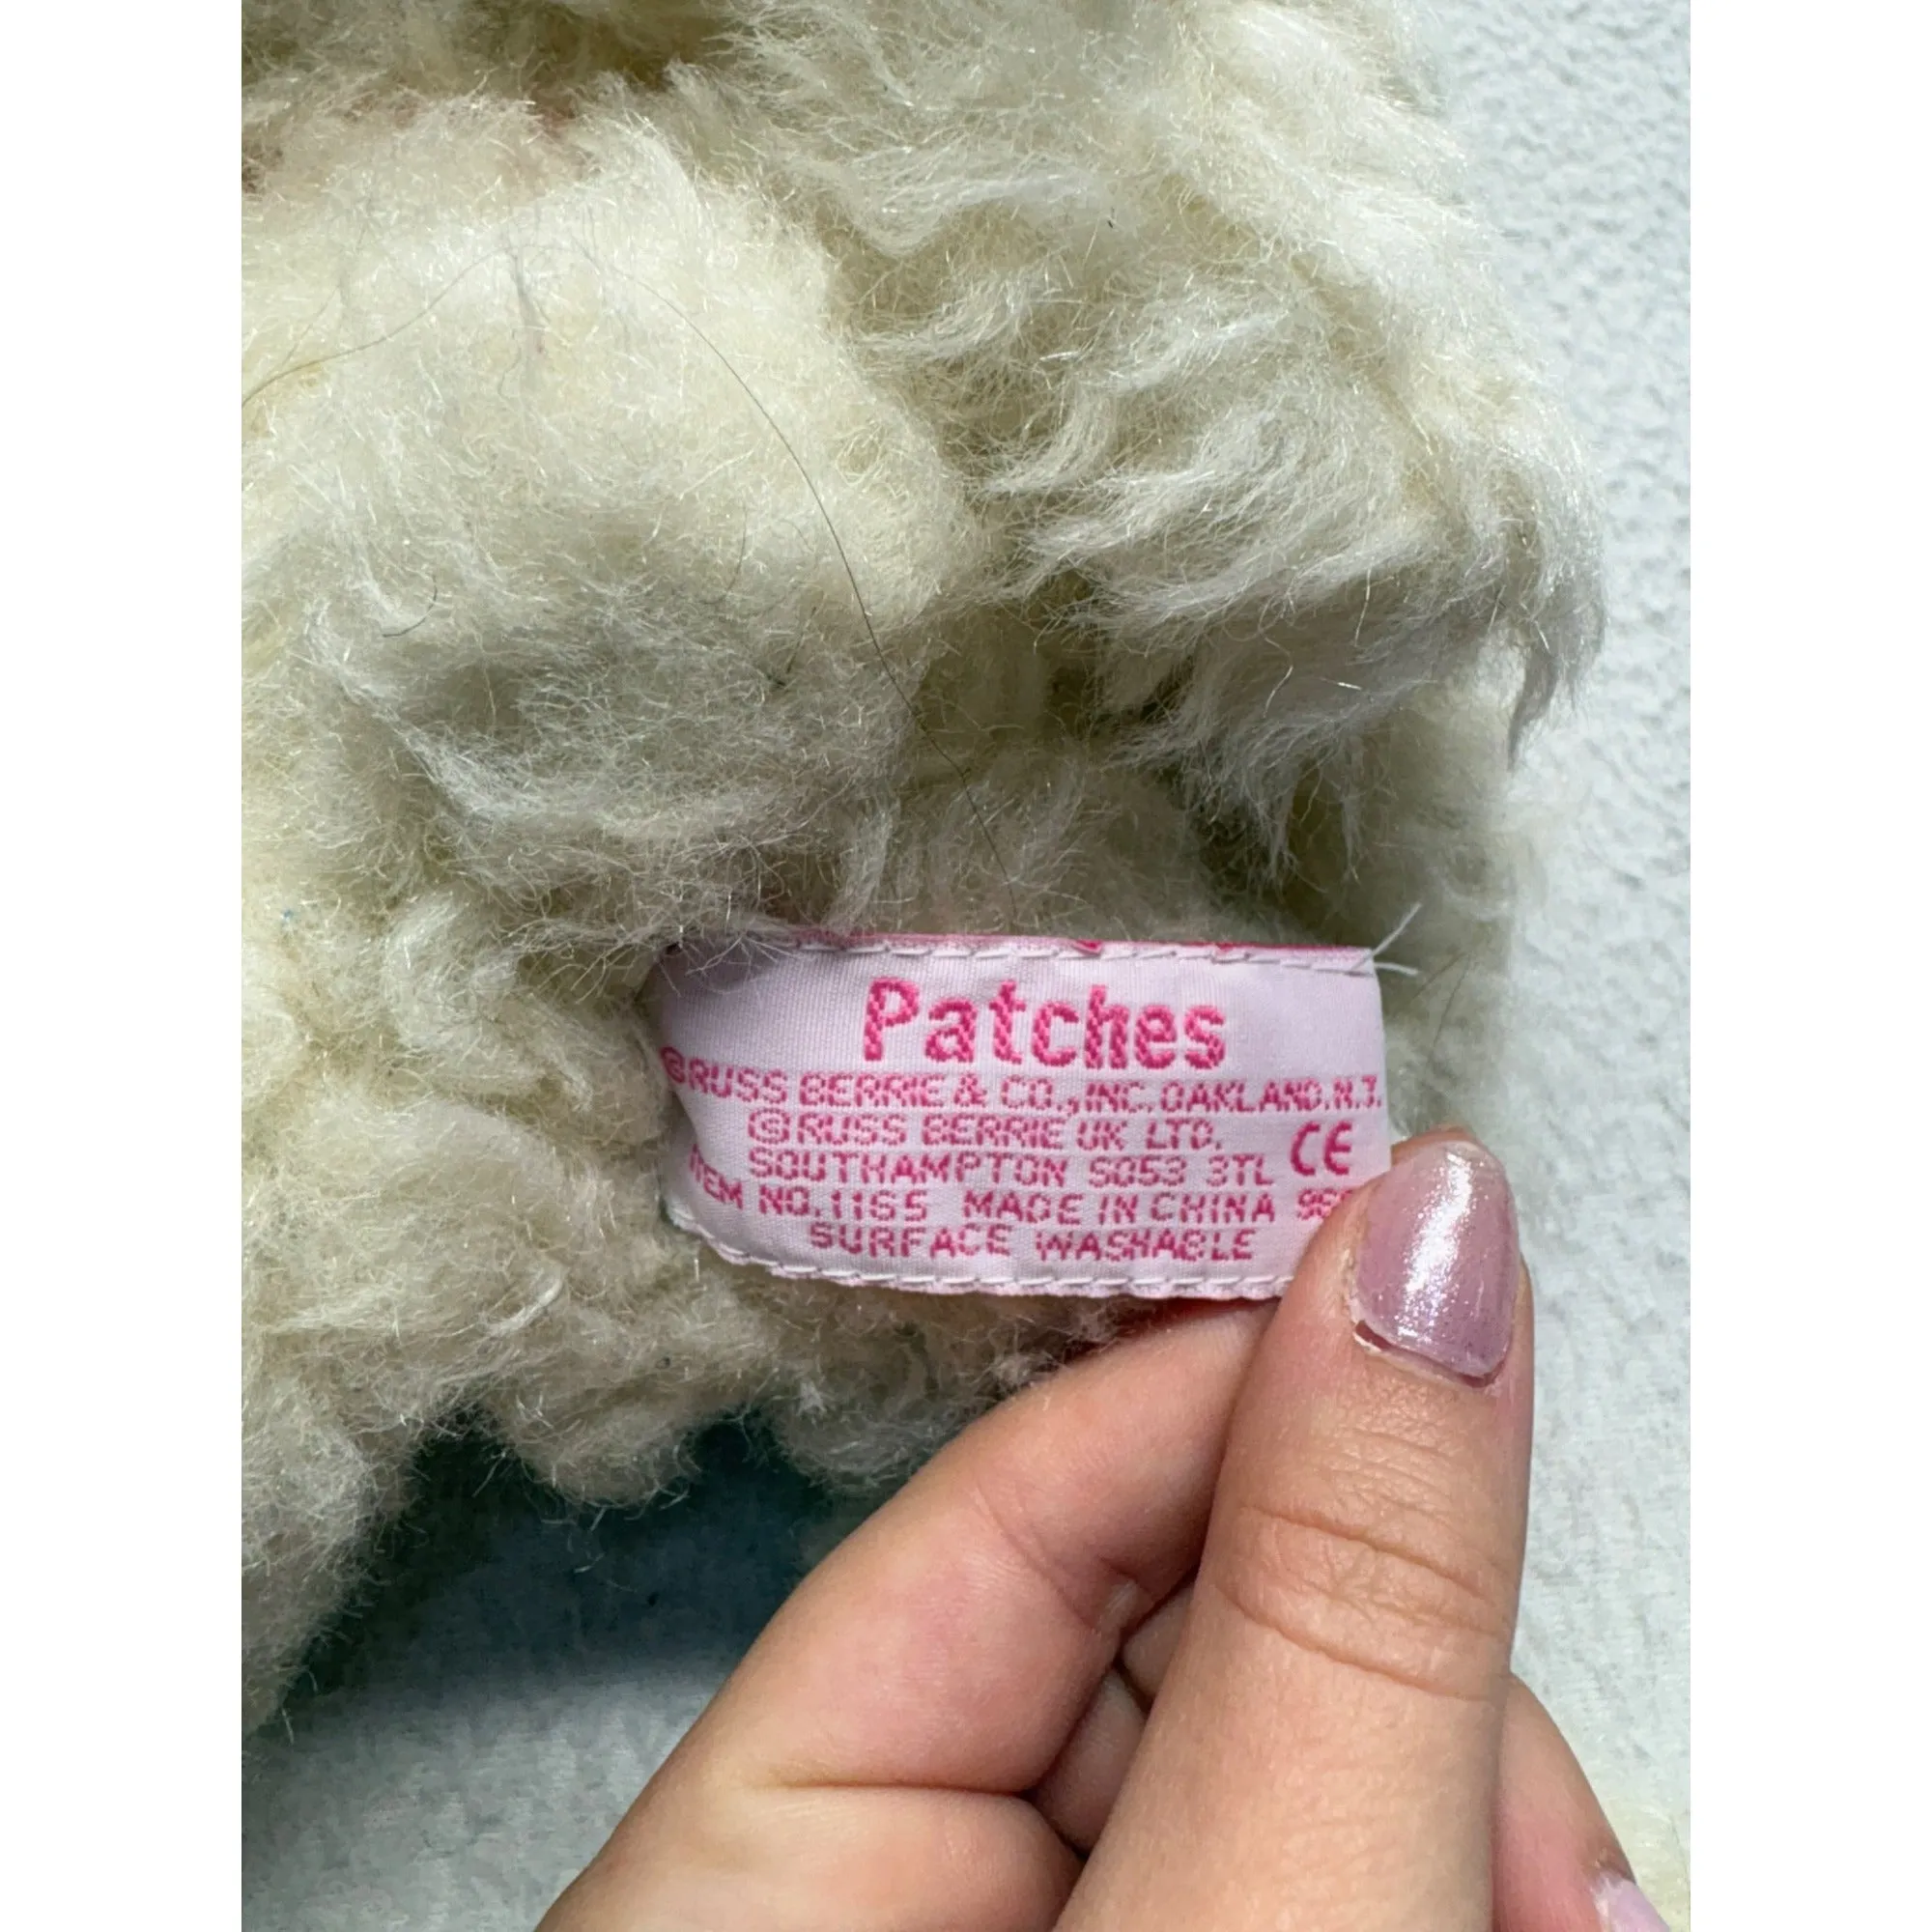 Patches
©RUSS BERRIE & CO., INC. OAKLAND, N.J.
©RUSS BERRIE UK LTD.
SOUTHAMPTON SO53 3TL CE
ITEM NO. 1155 MADE IN CHINA
SURFACE WASHABLE